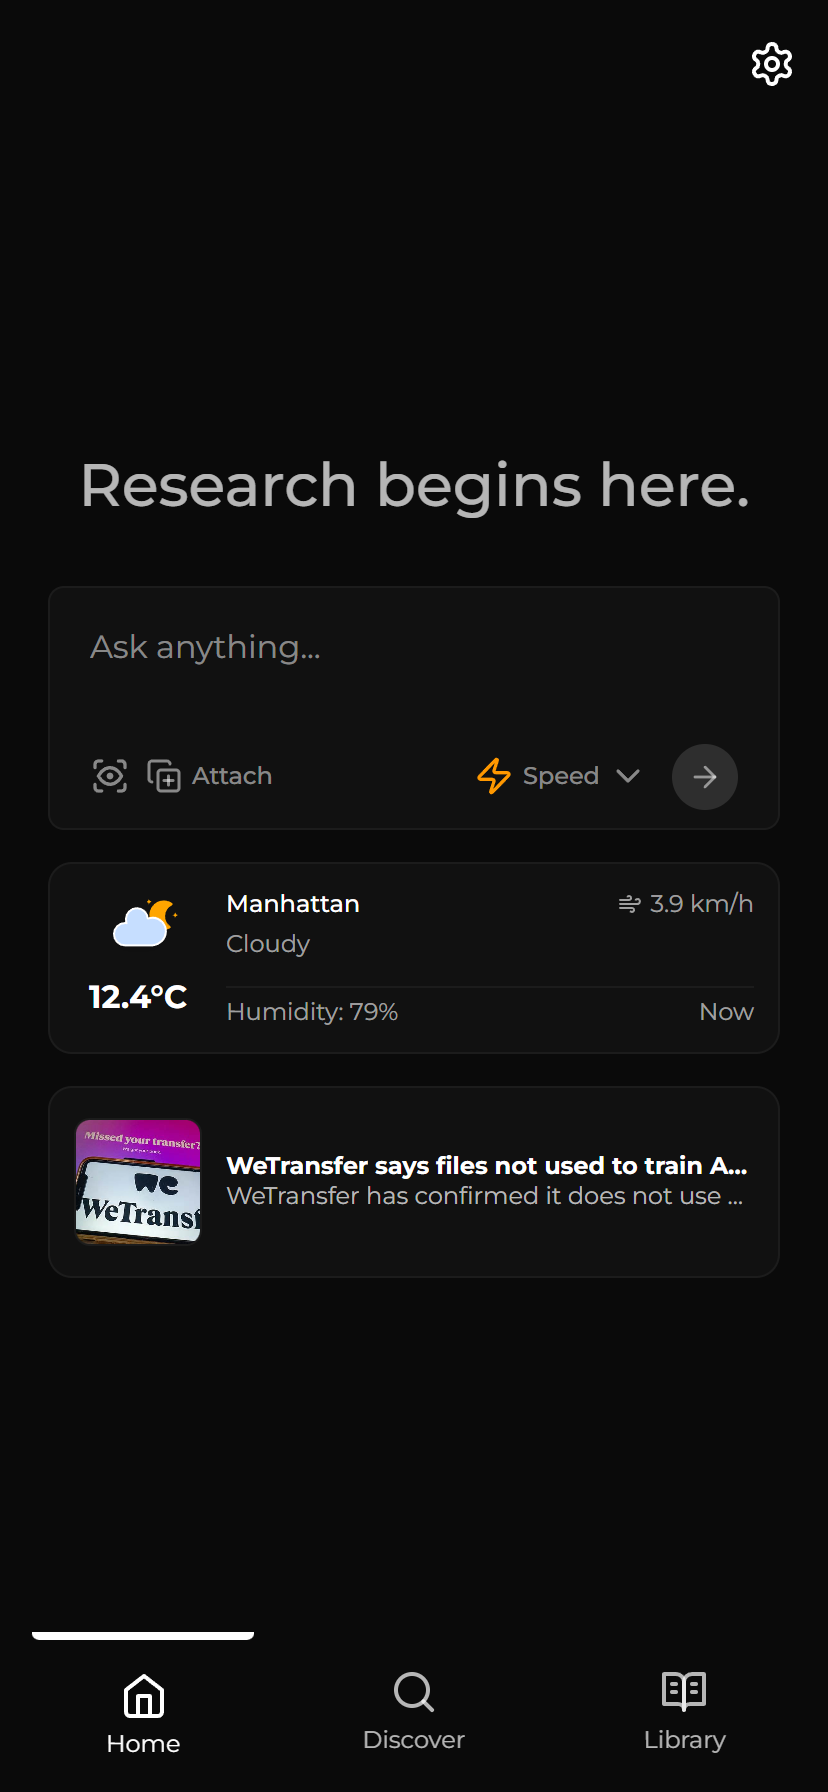 Research begins here.
Ask anything...
Attach
Speed
Manhattan
3.9 km/h
Cloudy
12.4°C
Humidity: 79%
Now
Missed your transfer?
we
WeTransf
WeTransfer says files not used to train A...
WeTransfer has confirmed it does not use ...
Home
Discover
Library